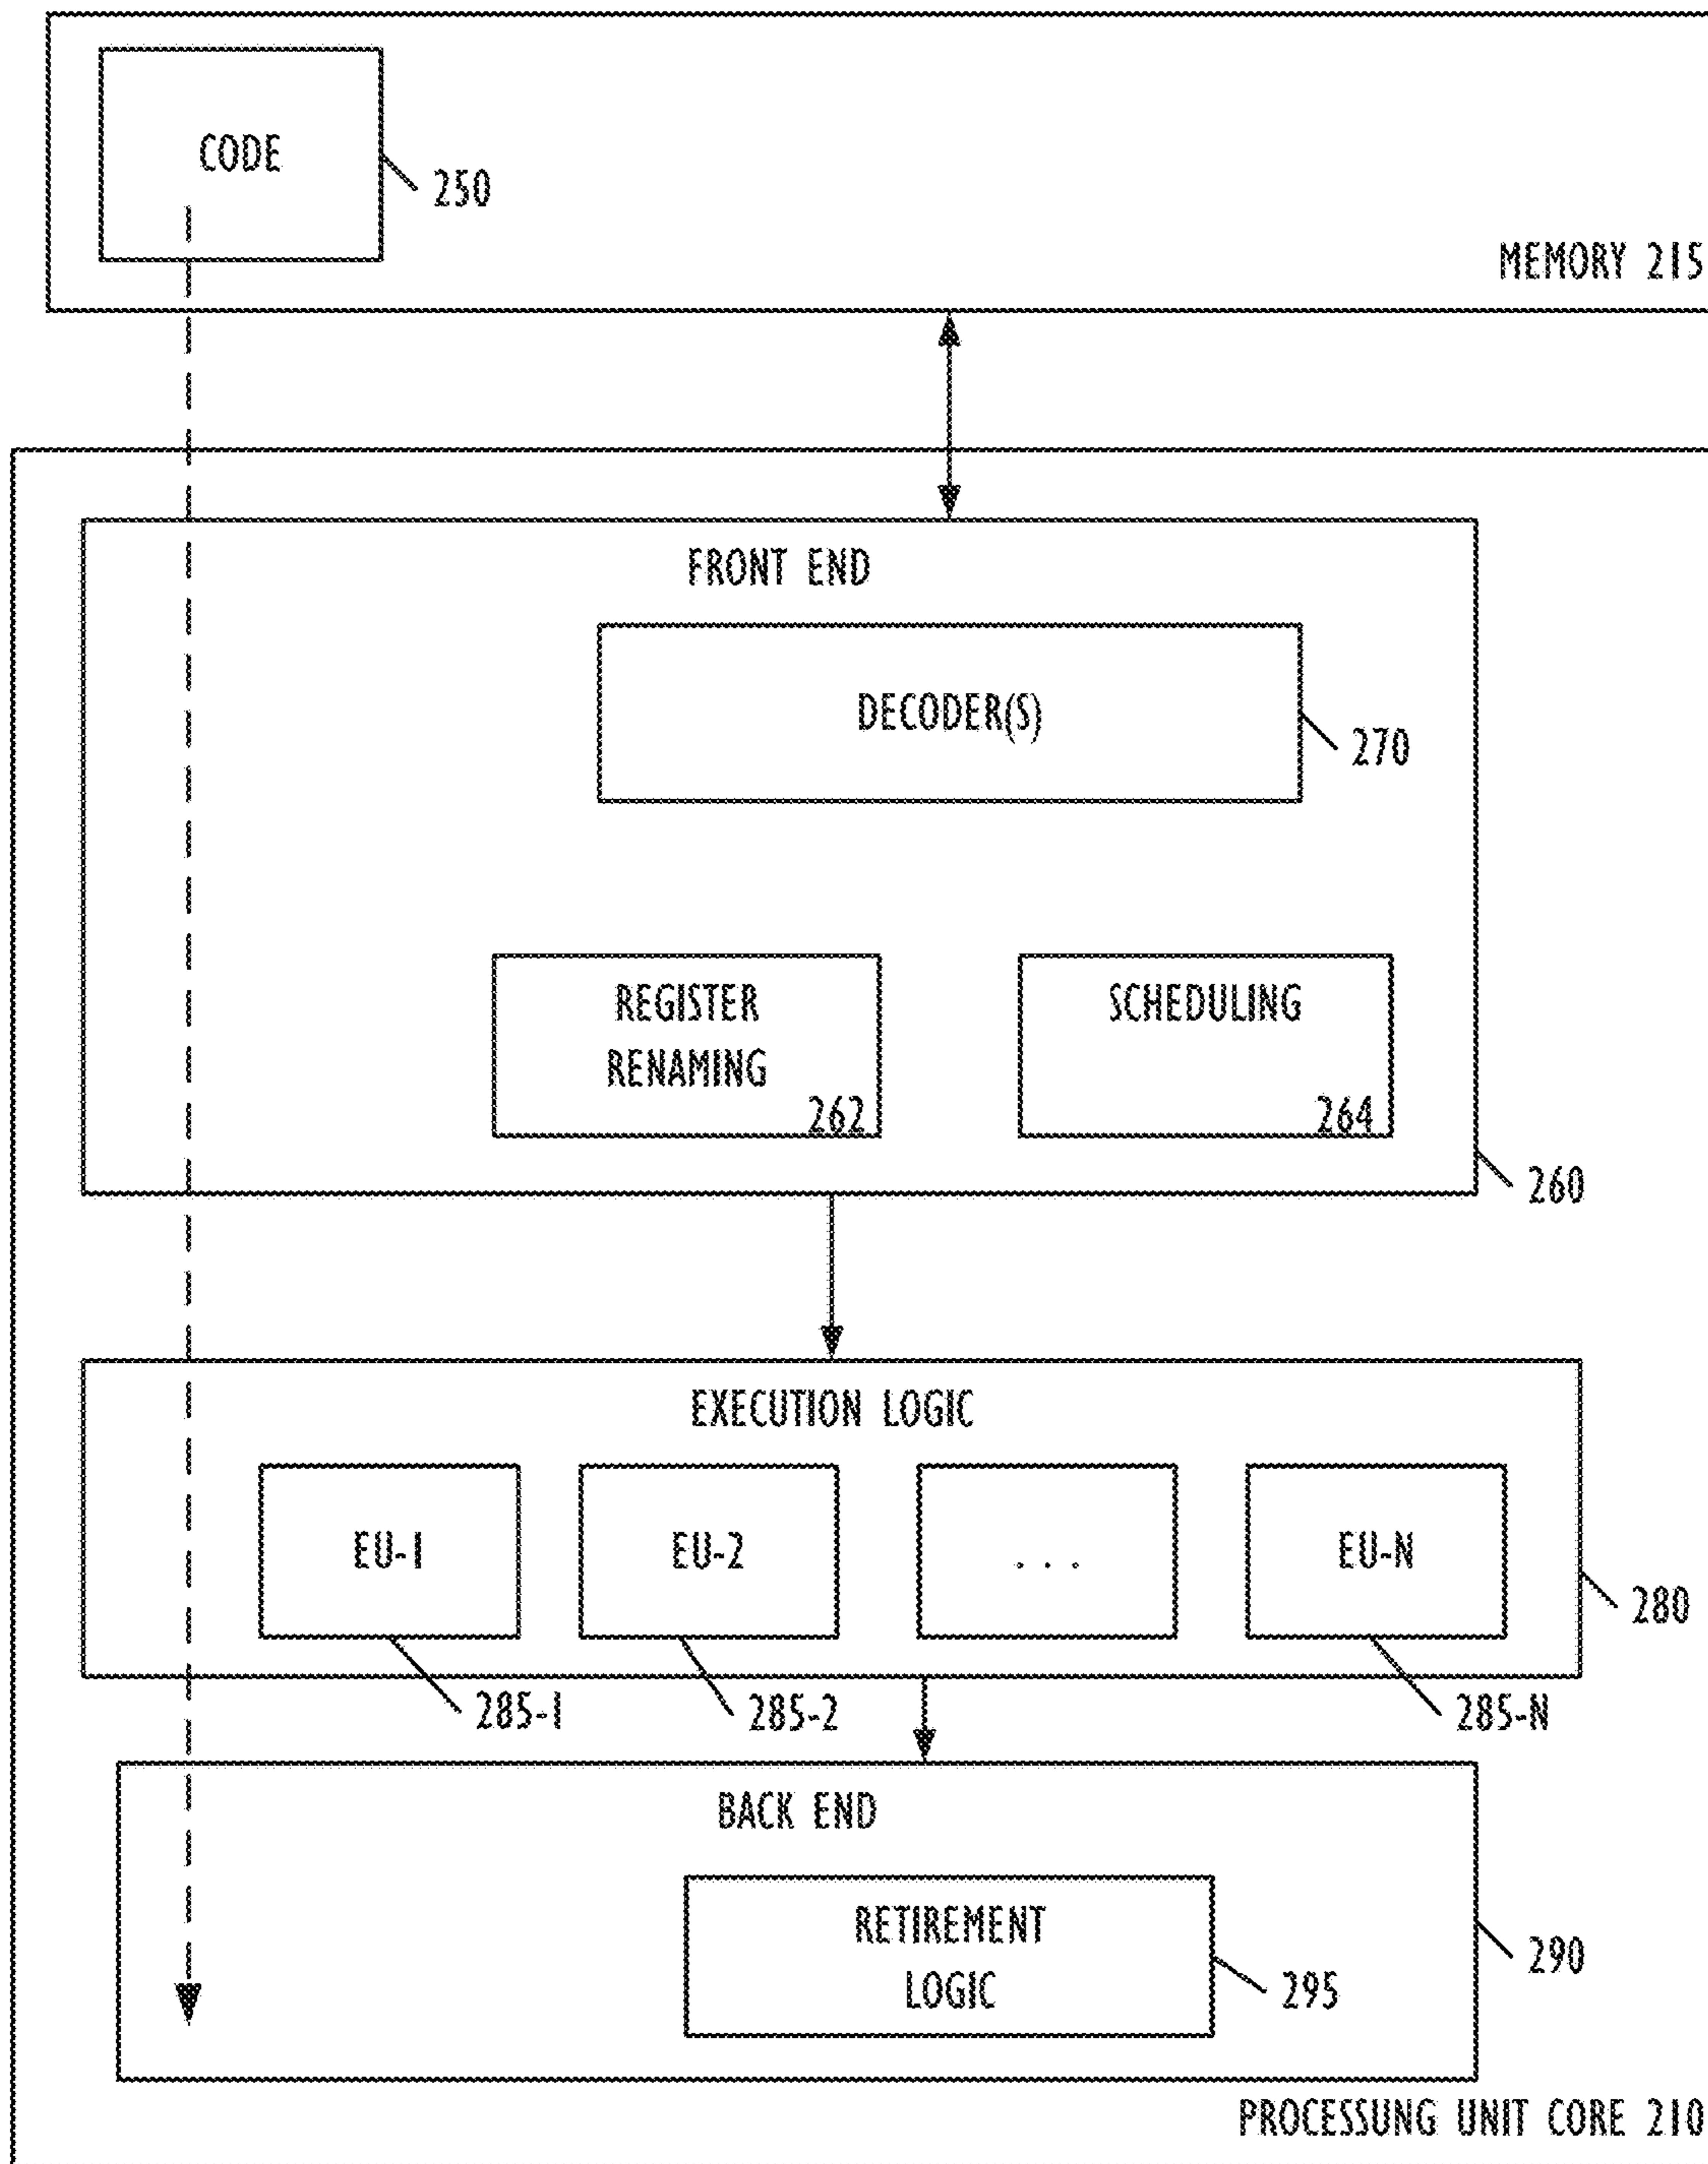 CODE
250
MEMORY 215
FRONT END
DECODER(S)
270
REGISTER
RENAMING
262
SCHEDULING
264
260
EXECUTION LOGIC
EU-1
EU-2
. . .
EU-N
280
285-1
285-2
285-N
BACK END
RETIREMENT
LOGIC
295
290
PROCESSUNG UNIT CORE 210